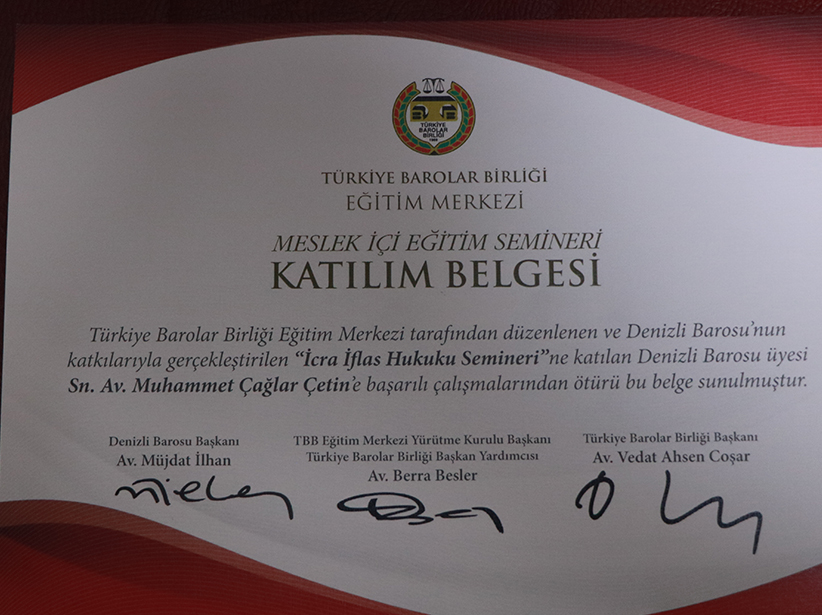 TÜRKİYE
BAROLAR
BİRLİĞİ
1969
TÜRKİYE BAROLAR BİRLİĞİ
EĞİTİM MERKEZİ
MESLEK İÇİ EĞİTİM SEMİNERİ
KATILIM BELGESİ
Türkiye Barolar Birliği Eğitim Merkezi tarafından düzenlenen ve Denizli Barosu'nun
katkılarıyla gerçekleştirilen "İcra İflas Hukuku Semineri"ne katılan Denizli Barosu üyesi
Sn. Av. Muhammet Çağlar Çetin'e başarılı çalışmalarından ötürü bu belge sunulmuştur.
Denizli Barosu Başkanı
Av. Müjdat İlhan
TBB Eğitim Merkezi Yürütme Kurulu Başkanı
Türkiye Barolar Birliği Başkan Yardımcısı
Av. Berra Besler
Türkiye Barolar Birliği Başkanı
Av. Vedat Ahsen Coşar